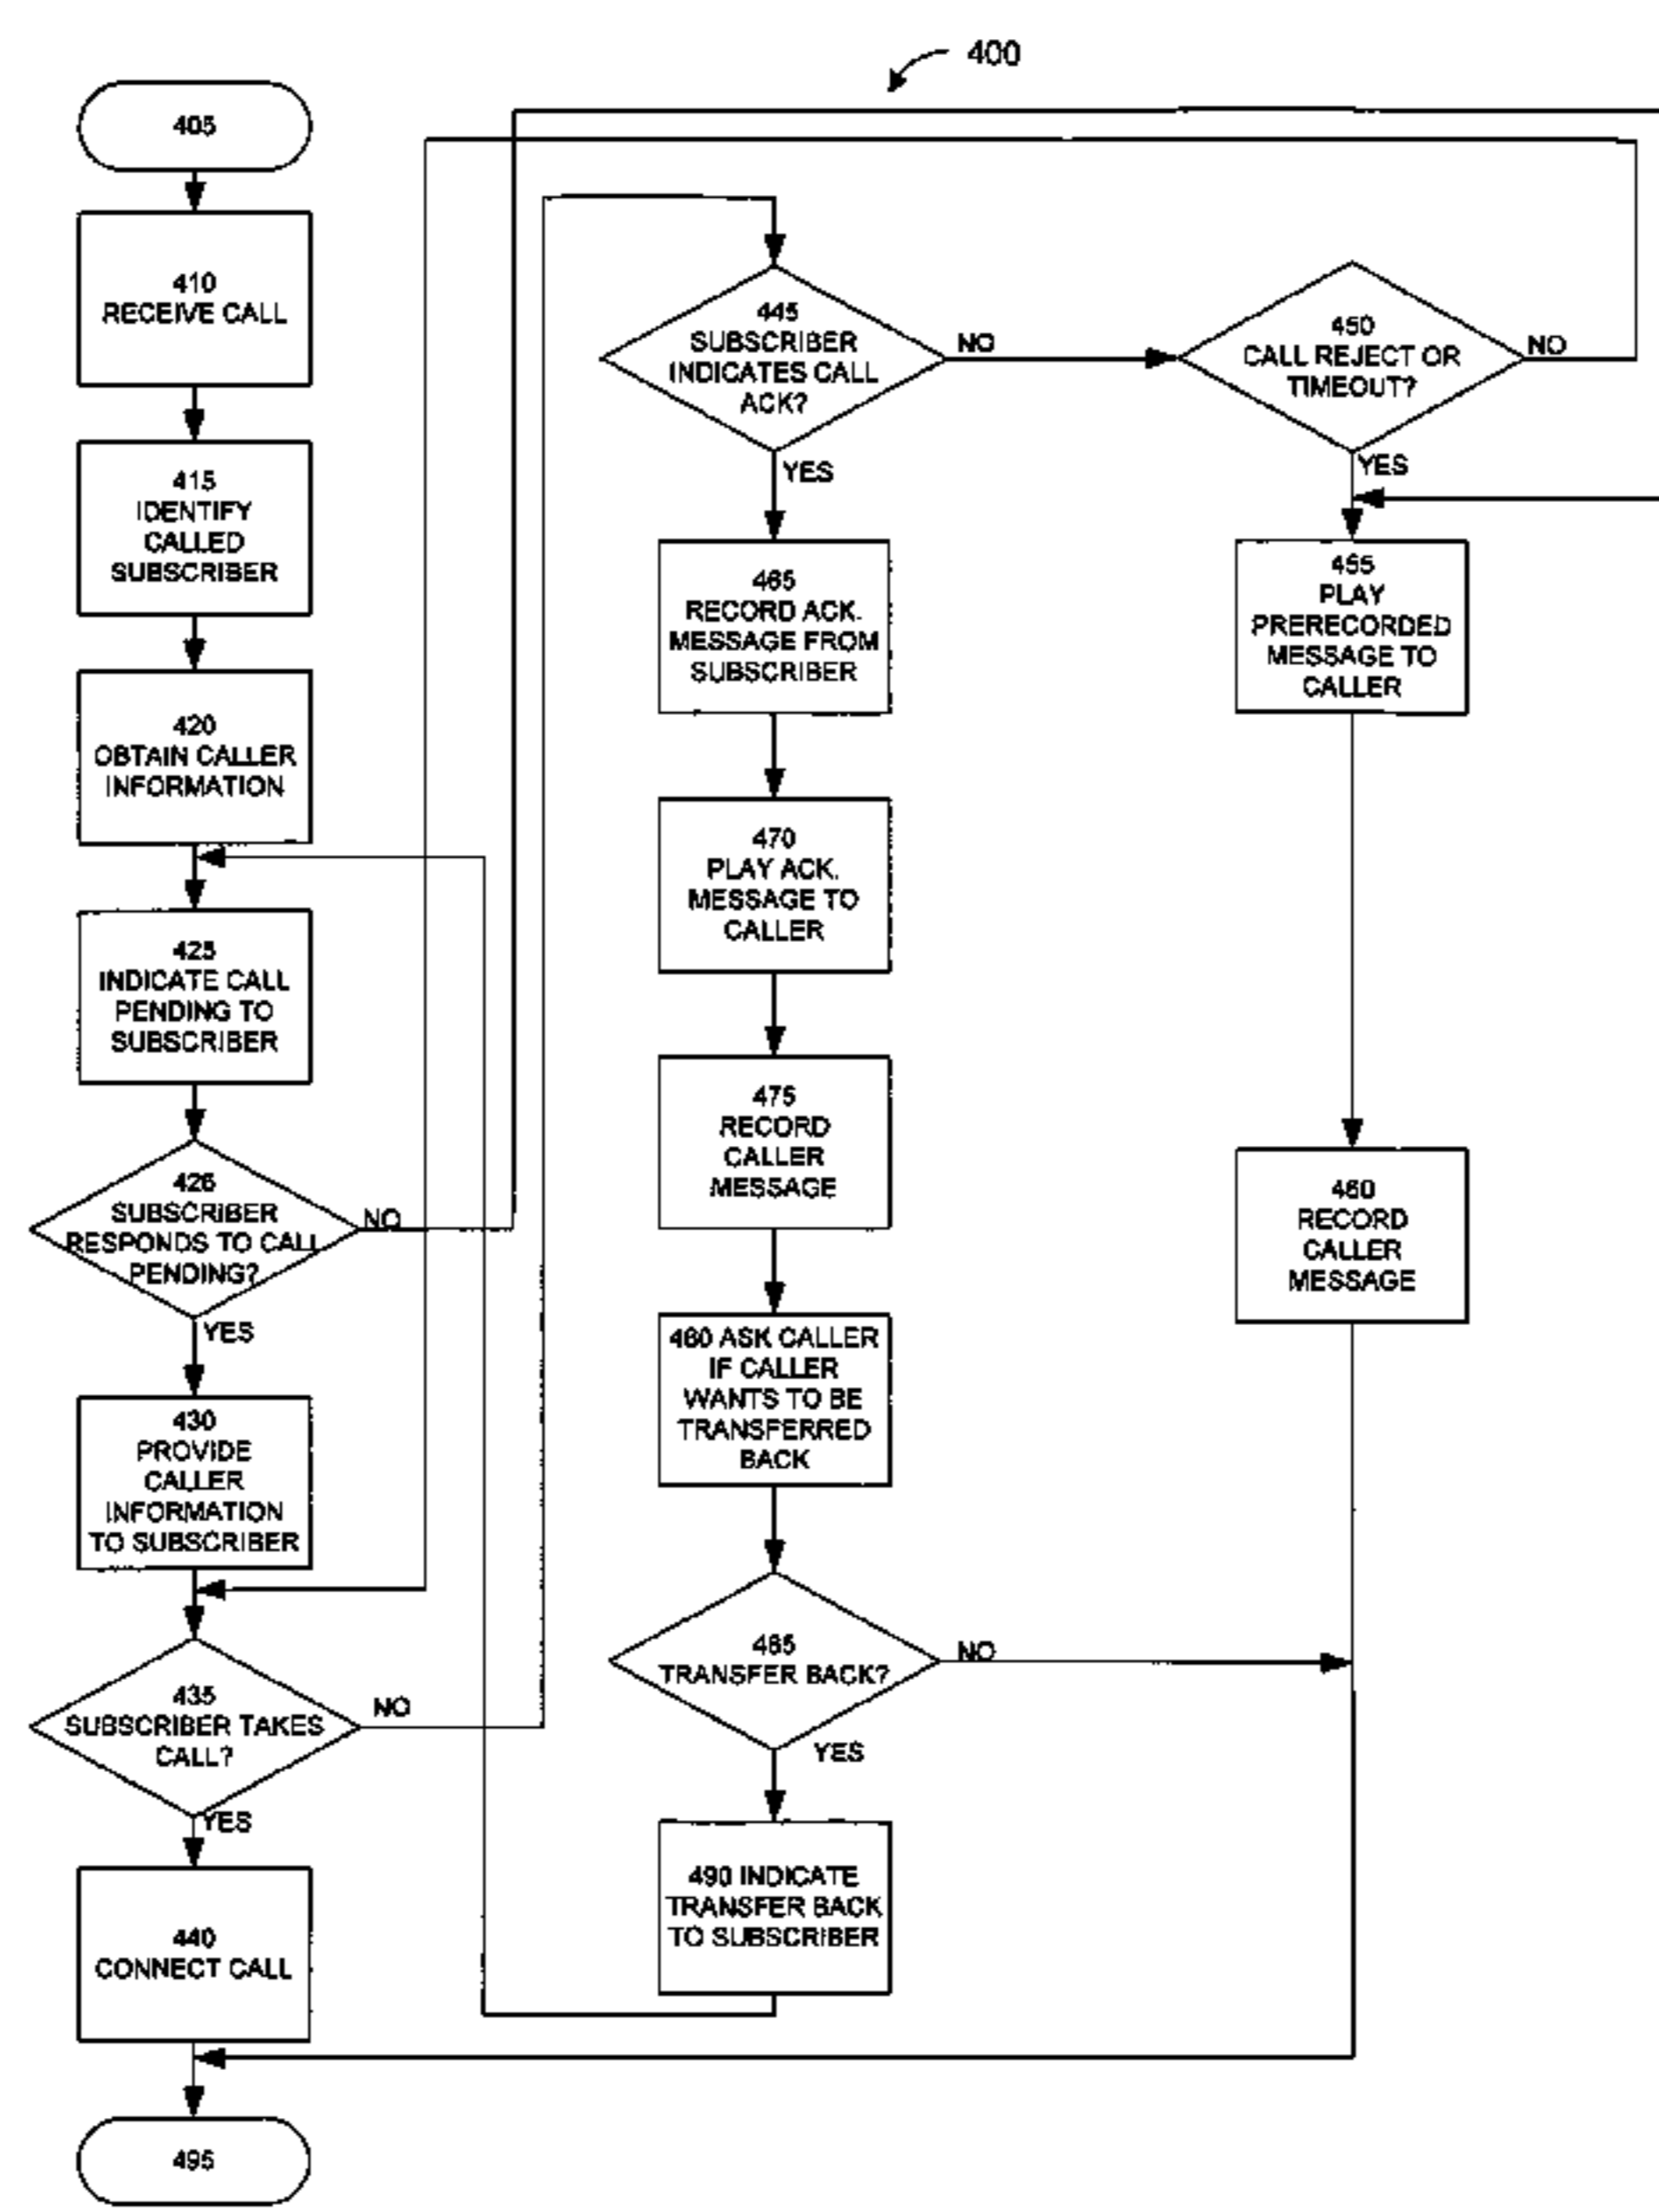 400
405
410
RECEIVE CALL
415
IDENTIFY
CALLED
SUBSCRIBER
420
OBTAIN CALLER
INFORMATION
425
INDICATE CALL
PENDING TO
SUBSCRIBER
426
SUBSCRIBER
RESPONDS TO CALL
PENDING?
NO
YES
430
PROVIDE
CALLER
INFORMATION
TO SUBSCRIBER
435
SUBSCRIBER TAKES
CALL?
NO
YES
440
CONNECT CALL
495
445
SUBSCRIBER
INDICATES CALL
ACK?
NO
YES
465
RECORD ACK.
MESSAGE FROM
SUBSCRIBER
470
PLAY ACK.
MESSAGE TO
CALLER
475
RECORD
CALLER
MESSAGE
480 ASK CALLER
IF CALLER
WANTS TO BE
TRANSFERRED
BACK
485
TRANSFER BACK?
NO
YES
490 INDICATE
TRANSFER BACK
TO SUBSCRIBER
450
CALL REJECT OR
TIMEOUT?
NO
YES
455
PLAY
PRERECORDED
MESSAGE TO
CALLER
460
RECORD
CALLER
MESSAGE